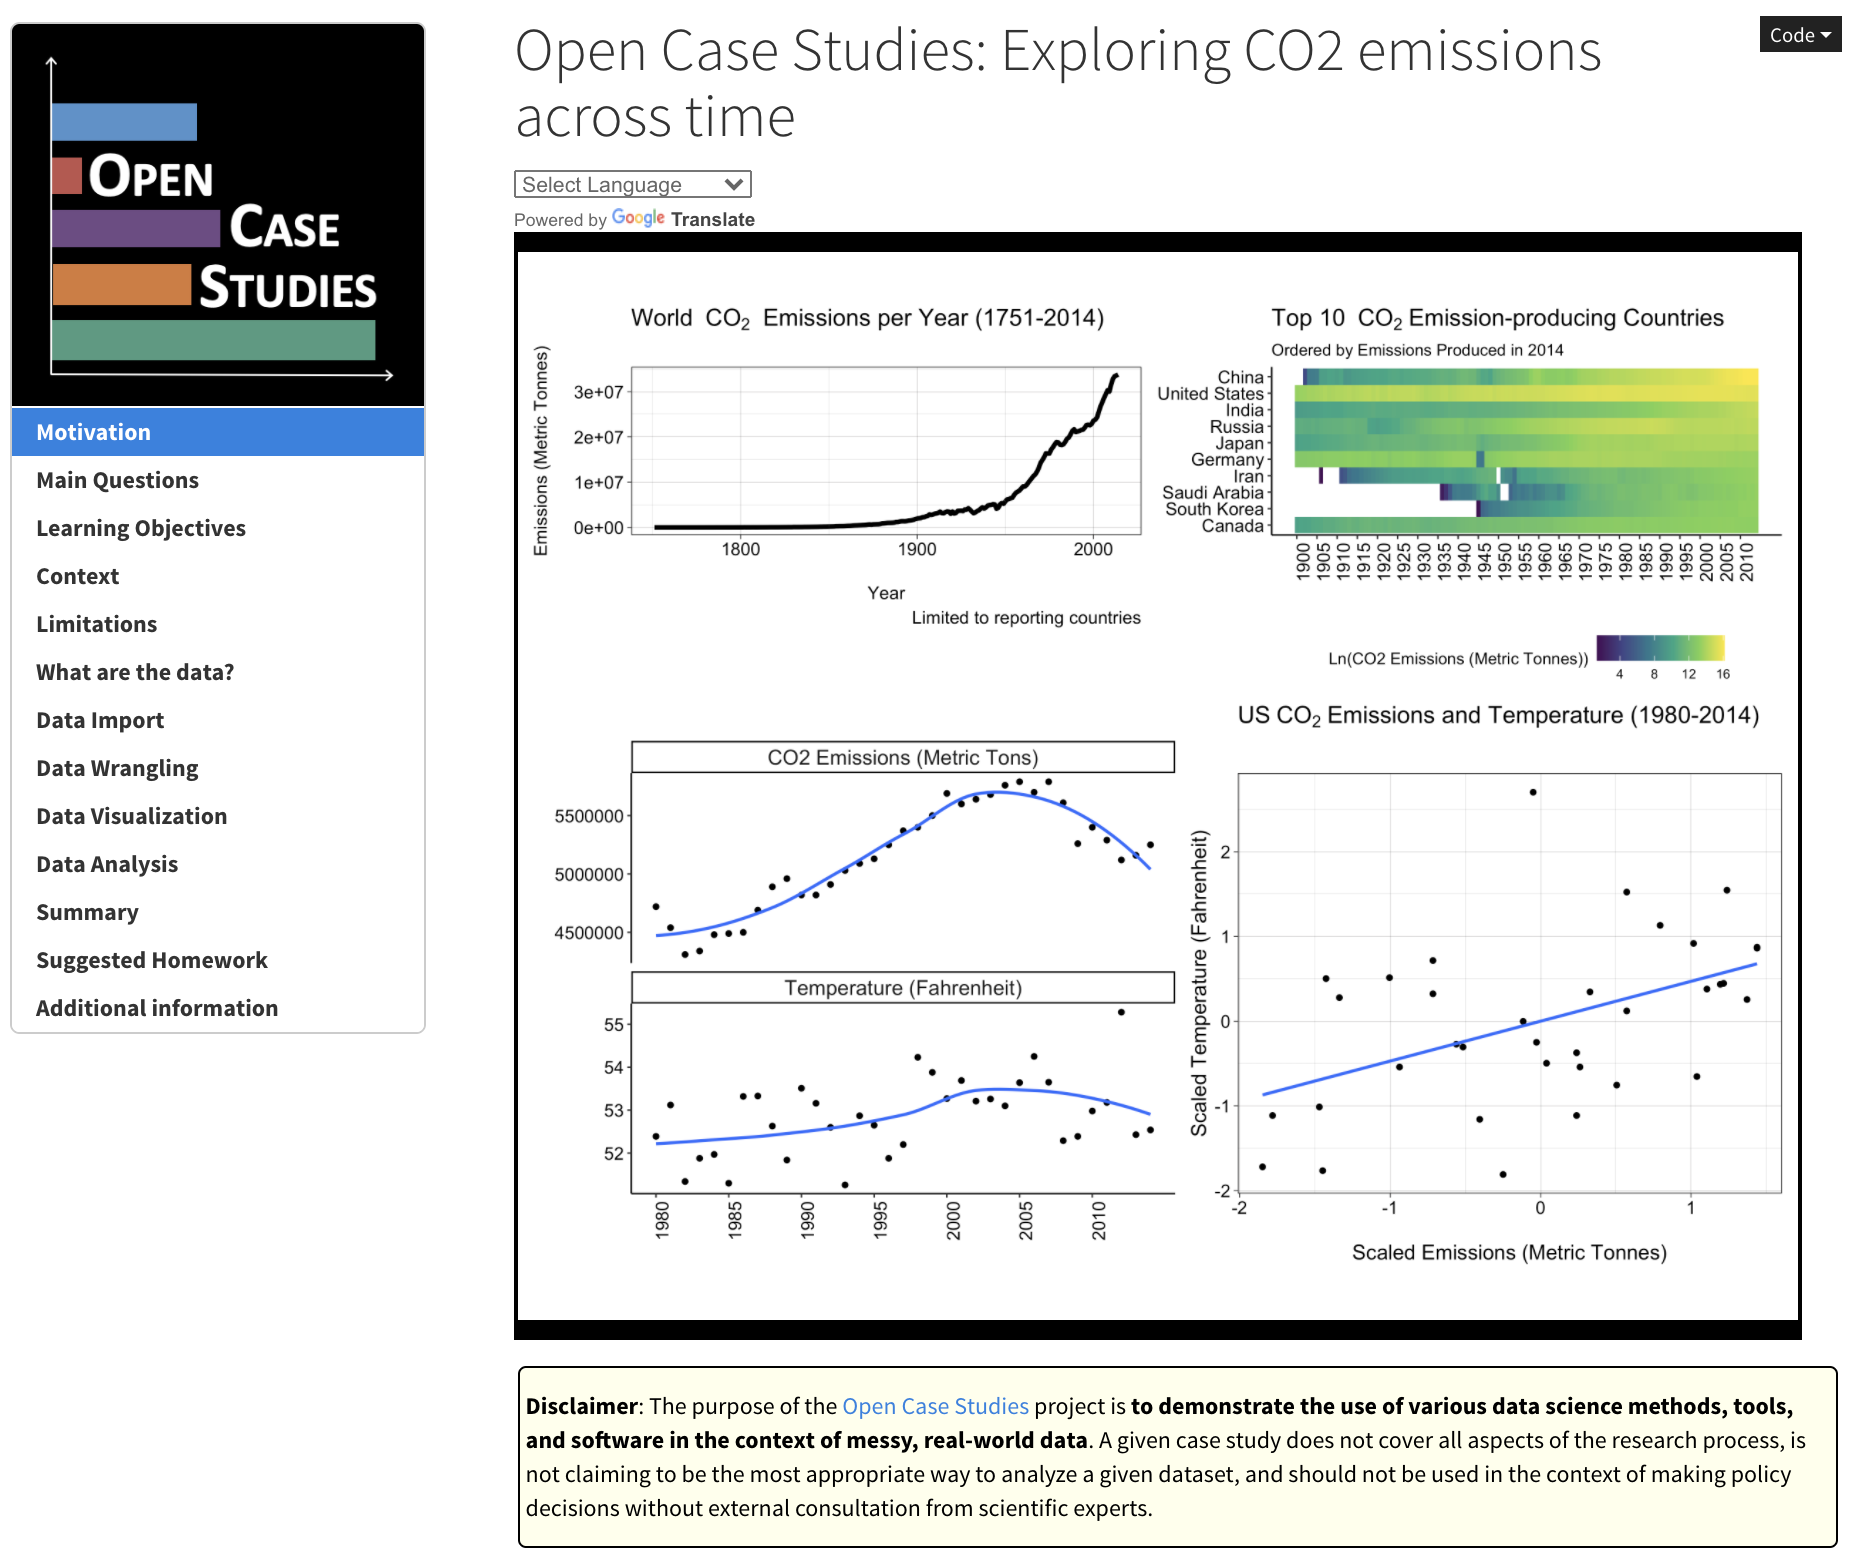 OPEN
CASE
STUDIES
Motivation
Main Questions
Learning Objectives
Context
Limitations
What are the data?
Data Import
Data Wrangling
Data Visualization
Data Analysis
Summary
Suggested Homework
Additional information
Open Case Studies: Exploring CO2 emissions
across time
Code
Select Language
Powered by Google Translate
World CO2 Emissions per Year (1751-2014)
Emissions (Metric Tonnes)
3e+07
2e+07
1e+07
0e+00
1800 1900 2000
Year
Limited to reporting countries
Top 10 CO2 Emission-producing Countries
Ordered by Emissions Produced in 2014
China
United States
India
Russia
Japan
Germany
Iran
Saudi Arabia
South Korea
Canada
1900 1905 1910 1915 1920 1925 1930 1935 1940 1945 1950 1955 1960 1965 1970 1975 1980 1985 1990 1995 2000 2005 2010
Ln(CO2 Emissions (Metric Tonnes))
4 8 12 16
CO2 Emissions (Metric Tons)
5500000
5000000
4500000
Temperature (Fahrenheit)
55
54
53
52
1980 1985 1990 1995 2000 2005 2010
US CO2 Emissions and Temperature (1980-2014)
Scaled Temperature (Fahrenheit)
2
1
0
-1
-2
-2 -1 0 1
Scaled Emissions (Metric Tonnes)
Disclaimer: The purpose of the Open Case Studies project is to demonstrate the use of various data science methods, tools,
and software in the context of messy, real-world data. A given case study does not cover all aspects of the research process, is
not claiming to be the most appropriate way to analyze a given dataset, and should not be used in the context of making policy
decisions without external consultation from scientific experts.